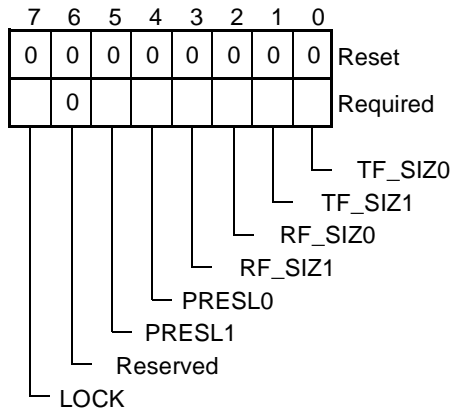 7 6 5 4 3 2 1 0
0 0 0 0 0 0 0 0 Reset
0 Required
TF_SIZ0
TF_SIZ1
RF_SIZ0
RF_SIZ1
PRESL0
PRESL1
Reserved
LOCK